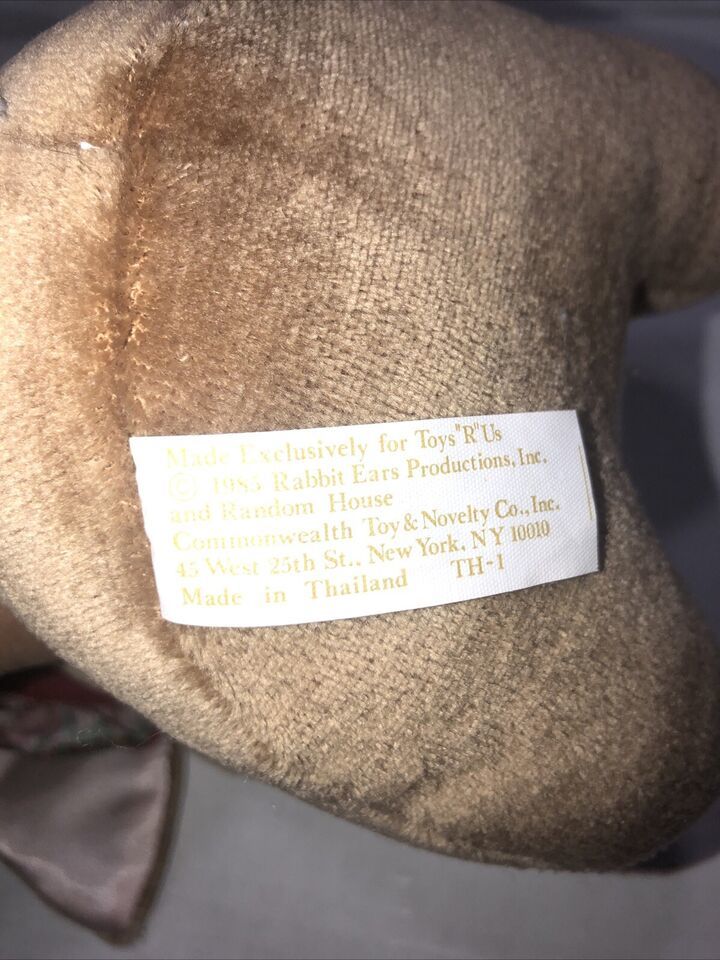 Made Exclusively for Toys"R"Us
© 1985 Rabbit Ears Productions, Inc.
and Random House
Commonwealth Toy & Novelty Co., Inc.
45 West 25th St., New York, NY 10010
Made in Thailand TH-1